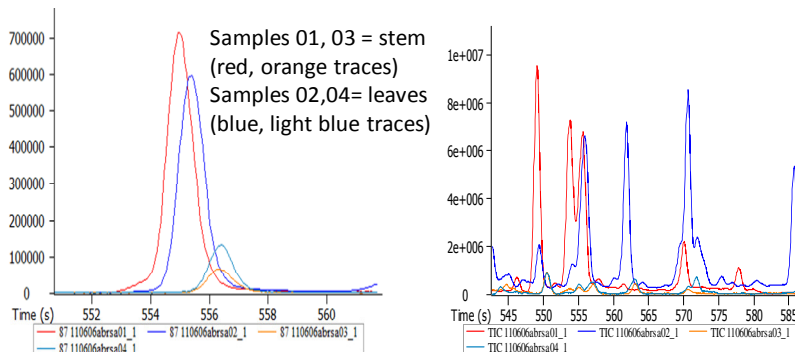 700000
600000
500000
400000
300000
200000
100000
0
Samples 01, 03 = stem
(red, orange traces)
Samples 02,04= leaves
(blue, light blue traces)
Time (s) 552 554 556 558 560
87 110606abrsa01_1 87 110606abrsa02_1 87 110606abrsa03_1
87 110606abrsa04_1
1e+007
8e+006
6e+006
4e+006
2e+006
0e+000
Time (s) 545 550 555 560 565 570 575 580 585
TIC 110606abrsa01_1 TIC 110606abrsa02_1 TIC 110606abrsa03_1
TIC 110606abrsa04_1